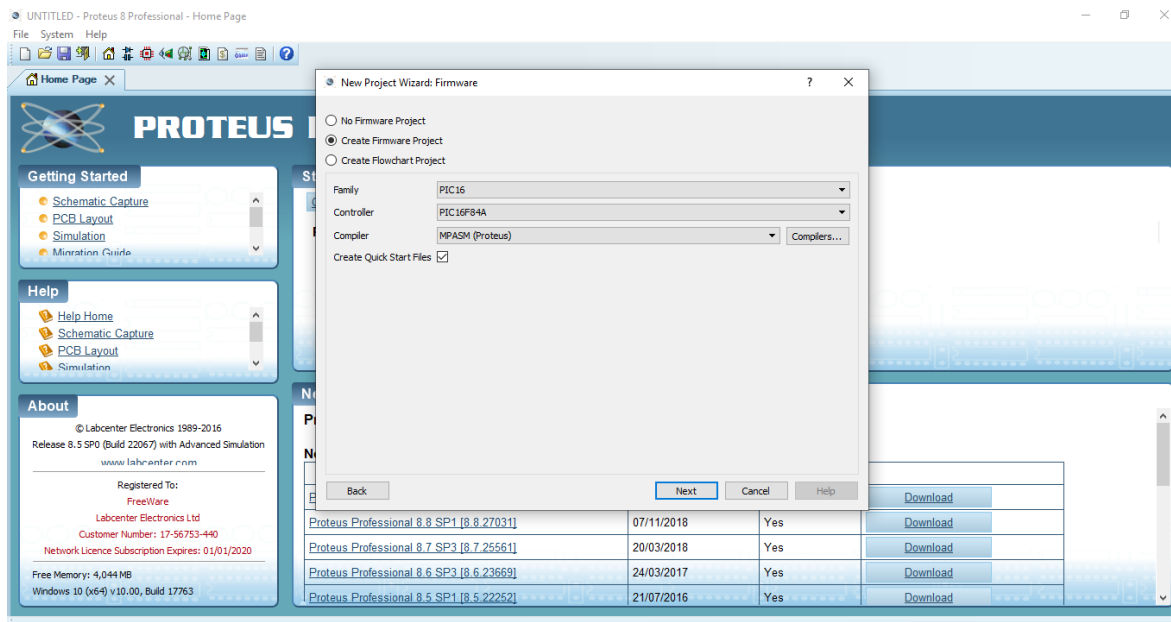 UNTITLED - Proteus 8 Professional - Home Page
File System Help
Home Page
PROTEUS
Getting Started
Schematic Capture
PCB Layout
Simulation
Migration Guide
Help
Help Home
Schematic Capture
PCB Layout
Simulation
About
© Labcenter Electronics 1989-2016
Release 8.5 SP0 (Build 22067) with Advanced Simulation
www.labcenter.com
Registered To:
FreeWare
Labcenter Electronics Ltd
Customer Number: 17-56753-440
Network Licence Subscription Expires: 01/01/2020
Free Memory: 4,044 MB
Windows 10 (x64) v10.00, Build 17763
New Project Wizard: Firmware
No Firmware Project
Create Firmware Project
Create Flowchart Project
Family PIC16
Controller PIC16F84A
Compiler MPASM (Proteus) Compilers...
Create Quick Start Files
Back Next Cancel Help
Download
Proteus Professional 8.8 SP1 [8.8.27031] 07/11/2018 Yes Download
Proteus Professional 8.7 SP3 [8.7.25561] 20/03/2018 Yes Download
Proteus Professional 8.6 SP3 [8.6.23669] 24/03/2017 Yes Download
Proteus Professional 8.5 SP1 [8.5.22252] 21/07/2016 Yes Download